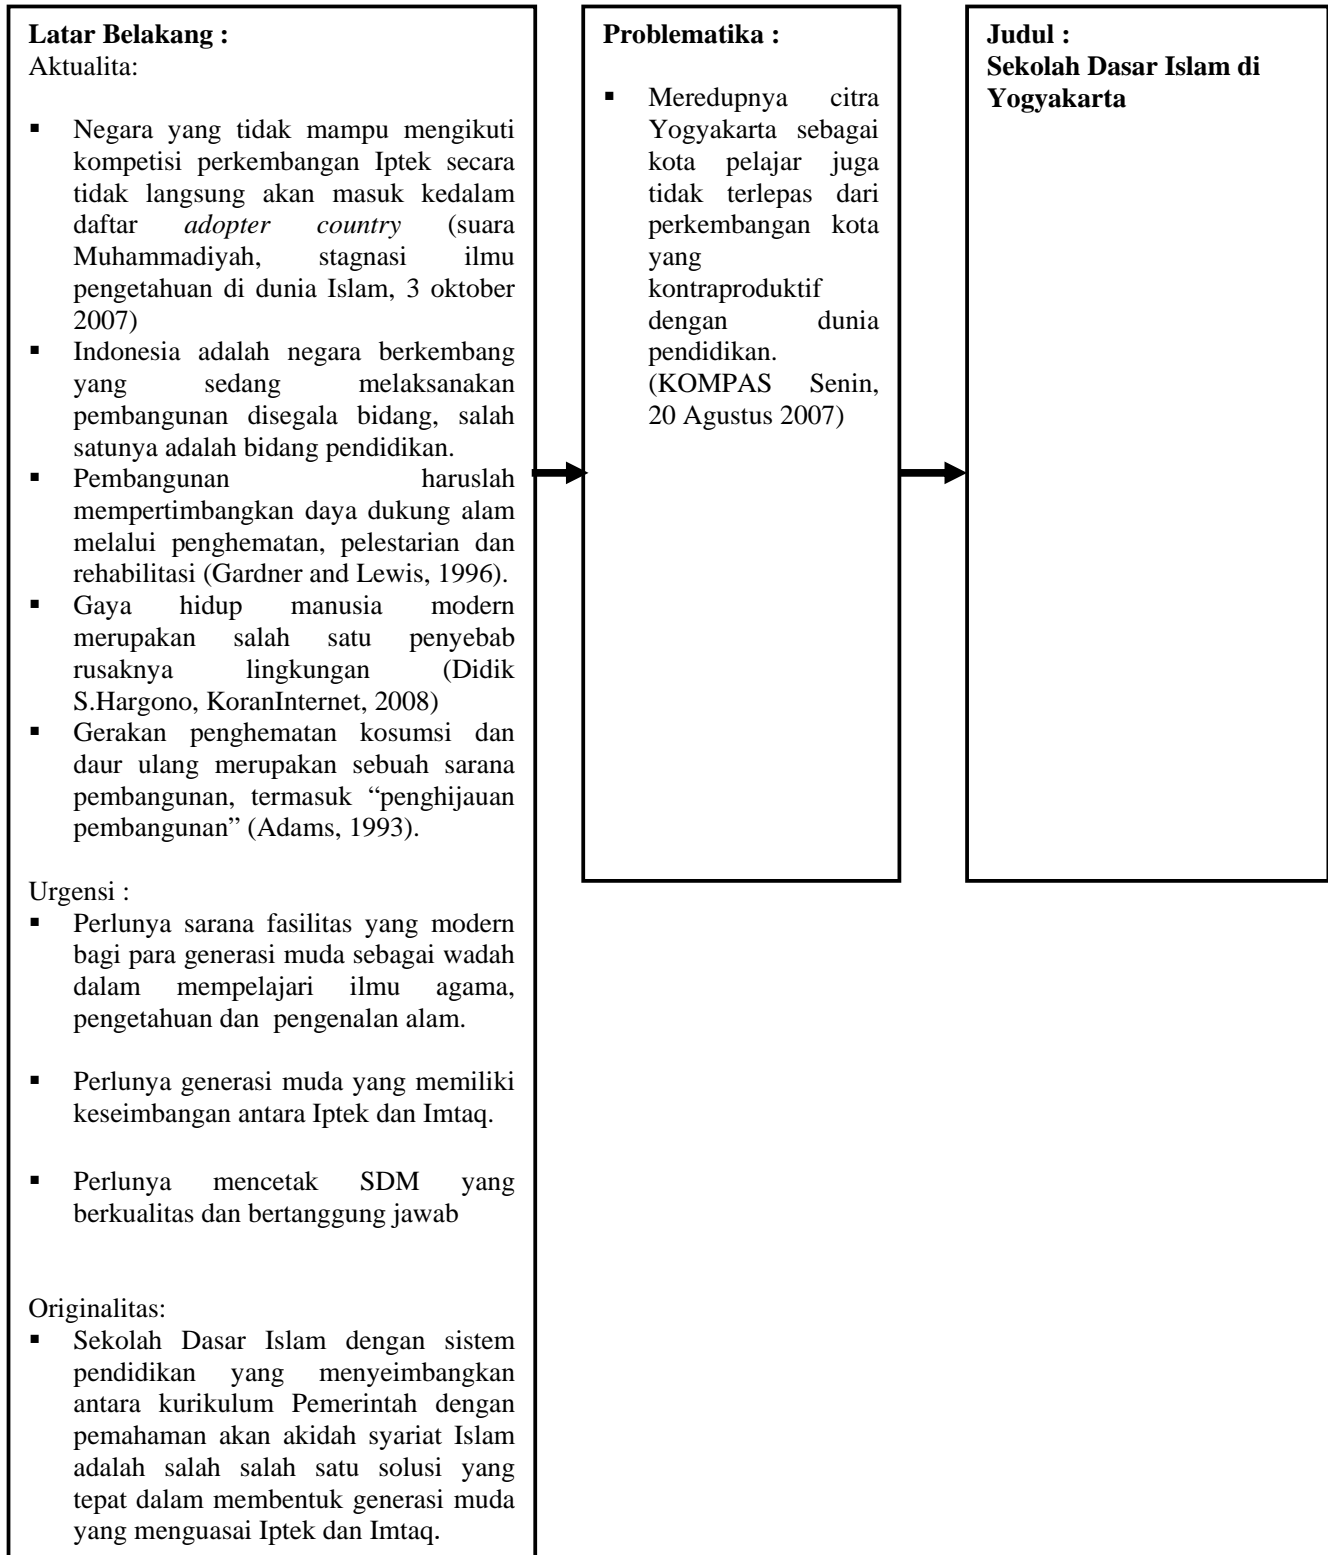 Latar Belakang :
Aktualita:
▪ Negara yang tidak mampu mengikuti
kompetisi perkembangan Iptek secara
tidak langsung akan masuk kedalam
daftar adopter country (suara
Muhammadiyah, stagnasi ilmu
pengetahuan di dunia Islam, 3 oktober
2007)
▪ Indonesia adalah negara berkembang
yang sedang melaksanakan
pembangunan disegala bidang, salah
satunya adalah bidang pendidikan.
▪ Pembangunan haruslah
mempertimbangkan daya dukung alam
melalui penghematan, pelestarian dan
rehabilitasi (Gardner and Lewis, 1996).
▪ Gaya hidup manusia modern
merupakan salah satu penyebab
rusaknya lingkungan (Didik
S.Hargono, KoranInternet, 2008)
▪ Gerakan penghematan kosumsi dan
daur ulang merupakan sebuah sarana
pembangunan, termasuk “penghijauan
pembangunan” (Adams, 1993).
Urgensi :
▪ Perlunya sarana fasilitas yang modern
bagi para generasi muda sebagai wadah
dalam mempelajari ilmu agama,
pengetahuan dan pengenalan alam.
▪ Perlunya generasi muda yang memiliki
keseimbangan antara Iptek dan Imtaq.
▪ Perlunya mencetak SDM yang
berkualitas dan bertanggung jawab
Originalitas:
▪ Sekolah Dasar Islam dengan sistem
pendidikan yang menyeimbangkan
antara kurikulum Pemerintah dengan
pemahaman akan akidah syariat Islam
adalah salah salah satu solusi yang
tepat dalam membentuk generasi muda
yang menguasai Iptek dan Imtaq.
Problematika :
▪ Meredupnya citra
Yogyakarta sebagai
kota pelajar juga
tidak terlepas dari
perkembangan kota
yang
kontraproduktif
dengan dunia
pendidikan.
(KOMPAS Senin,
20 Agustus 2007)
Judul :
Sekolah Dasar Islam di
Yogyakarta